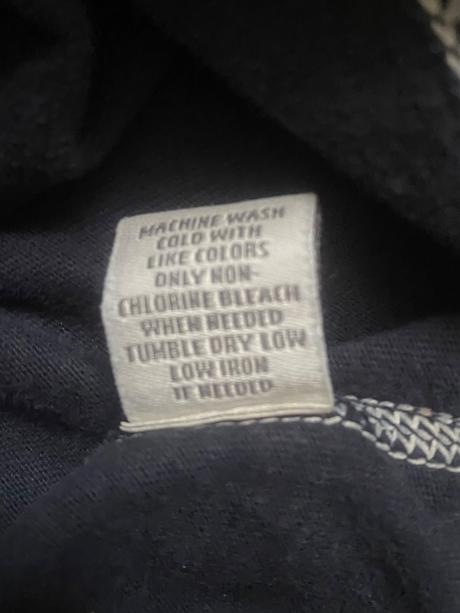 MACHINE WASH
COLD WITH
LIKE COLORS
ONLY NON-
CHLORINE BLEACH
WHEN NEEDED
TUMBLE DRY LOW
LOW IRON
IF NEEDED